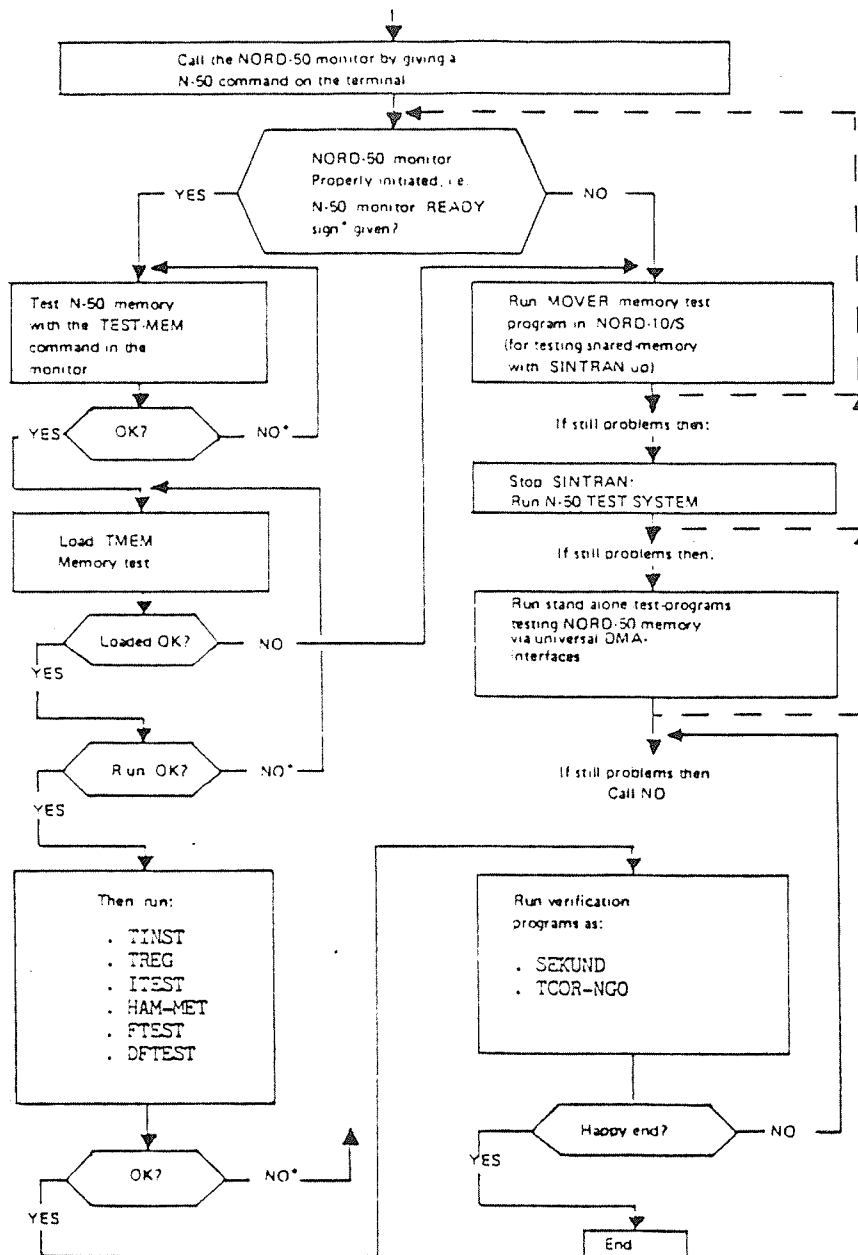 Call the NORD-50 monitor by giving a
N-50 command on the terminal
NORD-50 monitor
Properly initiated, i.e.
N-50 monitor READY
sign* given?
YES
NO
Test N-50 memory
with the TEST-MEM
command in the
monitor
Run MOVER memory test
program in NORD-10/S
(for testing shared-memory
with SINTRAN up)
YES
OK?
NO*
If still problems then:
Stop SINTRAN:
Run N-50 TEST SYSTEM
Load TMEM
Memory test
If still problems then:
Run stand alone test-programs
testing NORD-50 memory
via universal DMA-
interfaces
Loaded OK?
NO
YES
Run OK?
NO*
YES
If still problems then
Call NO
Then run:
. TINST
. TREG
. ITEST
. HAM-MET
. FTEST
. DFTEST
Run verification
programs as:
. SEKUND
. TCOR-NGO
Happy end?
NO
YES
OK?
NO*
YES
End